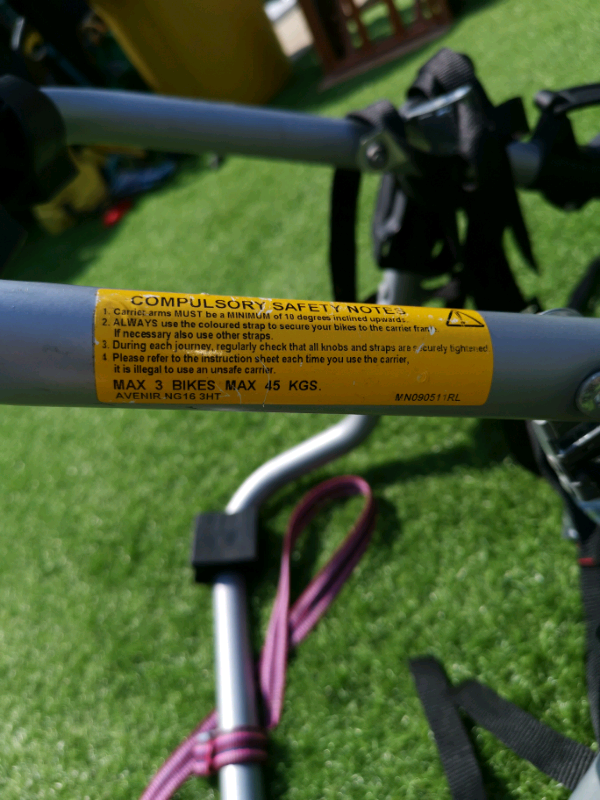 COMPULSORY SAFETY NOTES
1. Carrier arms MUST be a MINIMUM of 10 degrees inclined upwards.
2. ALWAYS use the coloured strap to secure your bikes to the carrier frame.
If necessary also use other straps.
3. During each journey, regularly check that all knobs and straps are securely tightened.
4. Please refer to the instruction sheet each time you use the carrier,
it is illegal to use an unsafe carrier.
MAX 3 BIKES MAX 45 KGS.
AVENIR NG16 3HT
MN090511RL